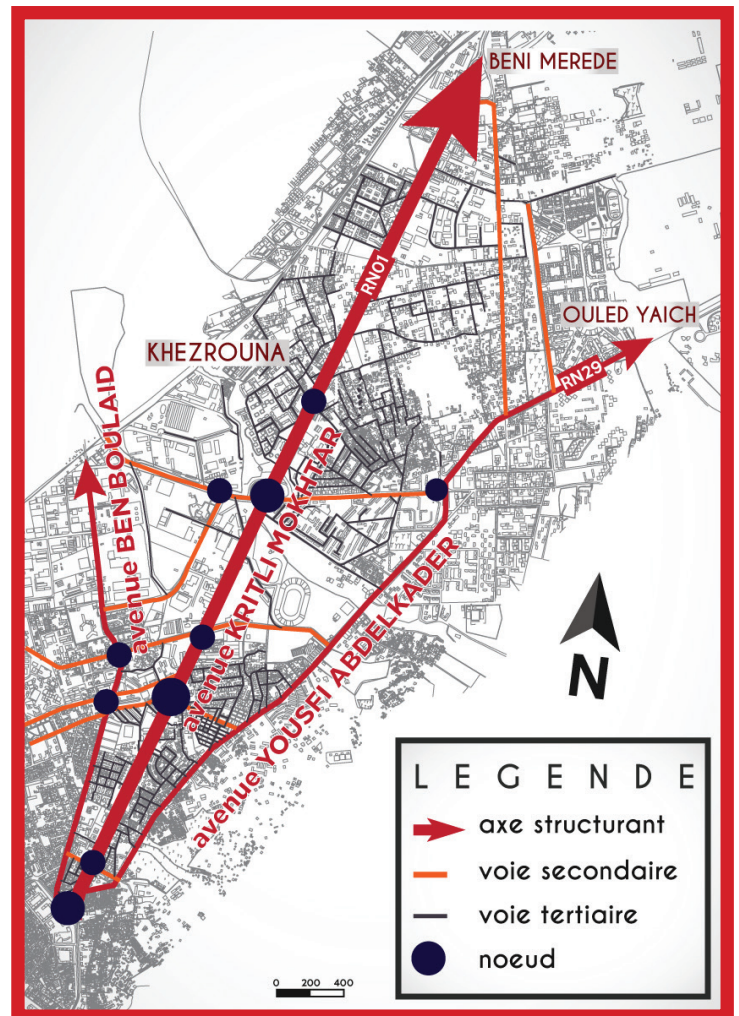 BENI MEREDE
RN01
OULED YAICH
KHEZROUNA
RN29
avenue BEN BOULAID
avenue KRITLI MOKHTAR
avenue YOUSFI ABDELKADER
N
LEGENDE
axe structurant
voie secondaire
voie tertiaire
noeud
0 200 400